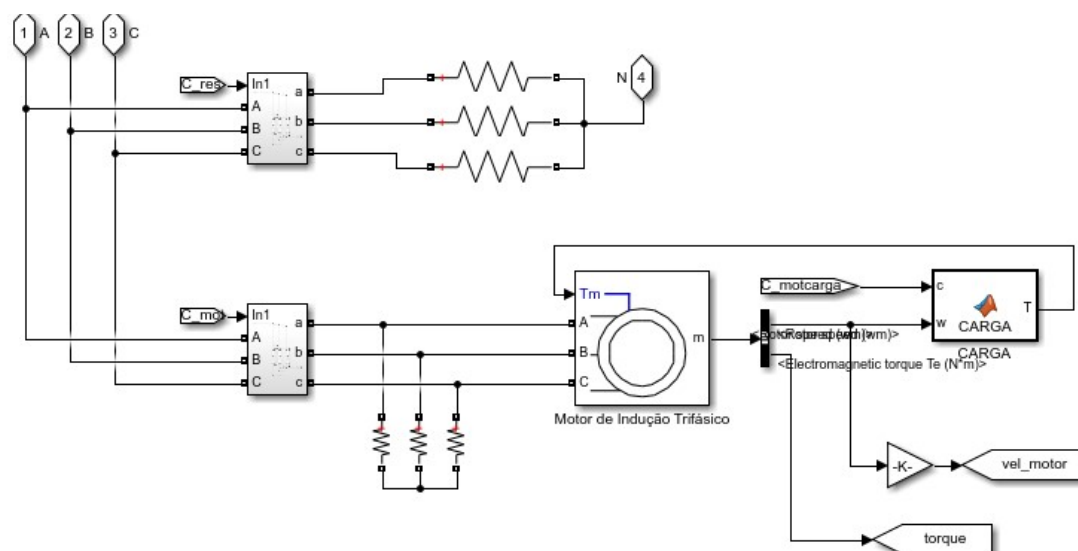 1 A 2 B 3 C
N 4
C_res In1
A a
B b
C c
C_mot In1
A a
B b
C c
Tm
A
B
C
m
Motor de Indução Trifásico
C_motcarga
c
w
T
CARGA
CARGA
<Electromagnetic torque Te (N*m)>
-K-
vel_motor
torque